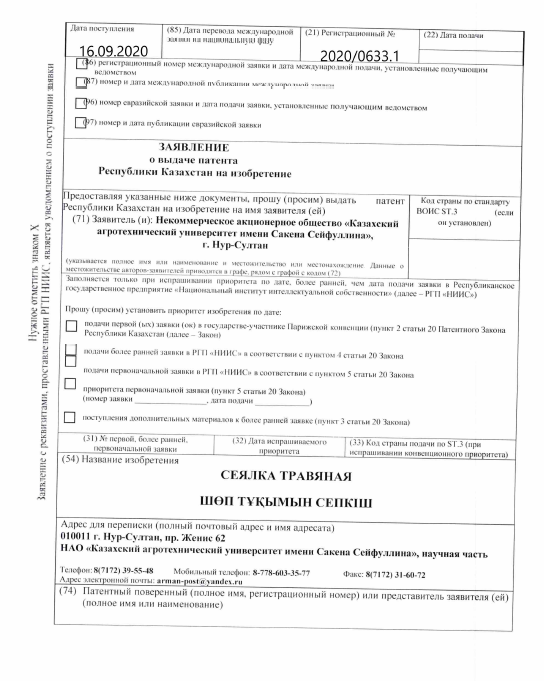 Дата поступления
16.09.2020
(85) Дата перевода международной
заявки на национальную фазу
(21) Регистрационный №
2020/0633.1
(22) Дата подачи
(86) регистрационный номер международной заявки и дата международной подачи, установленные получающим
ведомством
(87) номер и дата международной публикации международной заявки
(96) номер евразийской заявки и дата подачи заявки, установленные получающим ведомством
(97) номер и дата публикации евразийской заявки
ЗАЯВЛЕНИЕ
о выдаче патента
Республики Казахстан на изобретение
Предоставляя указанные ниже документы, прошу (просим) выдать патент
Республики Казахстан на изобретение на имя заявителя (ей)
(71) Заявитель (и): Некоммерческое акционерное общество «Казахский
агротехнический университет имени Сакена Сейфуллина»,
г. Нур-Султан
(указывается полное имя или наименование и местожительство или местонахождение Данные о
местожительстве авторов-заявителей приводятся в графе, рядом с графой с кодом (72)
Код страны по стандарту
ВОИС ST.3 (если
он установлен)
Заполняется только при испрашивании приоритета по дате, более ранней, чем дата подачи заявки в Республиканское
государственное предприятие «Национальный институт интеллектуальной собственности» (далее – РГП «НИИС»)
Прошу (просим) установить приоритет изобретения по дате:
подачи первой (ых) заявки (ок) в государстве-участнике Парижской конвенции (пункт 2 статьи 20 Патентного Закона
Республики Казахстан (далее – Закон)
подачи более ранней заявки в РГП «НИИС» в соответствии с пунктом 4 статьи 20 Закона
подачи первоначальной заявки в РГП «НИИС» в соответствии с пунктом 5 статьи 20 Закона
приоритета первоначальной заявки (пункт 5 статьи 20 Закона)
(номер заявки _______________, дата подачи ____________)
поступления дополнительных материалов к более ранней заявке (пункт 3 статьи 20 Закона)
(31) № первой, более ранней,
первоначальной заявки
(32) Дата испрашиваемого
приоритета
(33) Код страны подачи по ST.3 (при
испрашивании конвенционного приоритета)
(54) Название изобретения
СЕЯЛКА ТРАВЯНАЯ
ШӨП ТҰҚЫМЫН СЕПКІШ
Адрес для переписки (полный почтовый адрес и имя адресата)
010011 г. Нур-Султан, пр. Женис 62
НАО «Казахский агротехнический университет имени Сакена Сейфуллина», научная часть
Телефон: 8(7172) 39-55-48 Мобильный телефон: 8-778-603-35-77 Факс: 8(7172) 31-60-72
Адрес электронной почты: arman-post@yandex.ru
(74) Патентный поверенный (полное имя, регистрационный номер) или представитель заявителя (ей)
(полное имя или наименование)
Нужное отметить знаком X
Заявление с реквизитами, проставленными РГП НИИС, является уведомлением о поступлении заявки